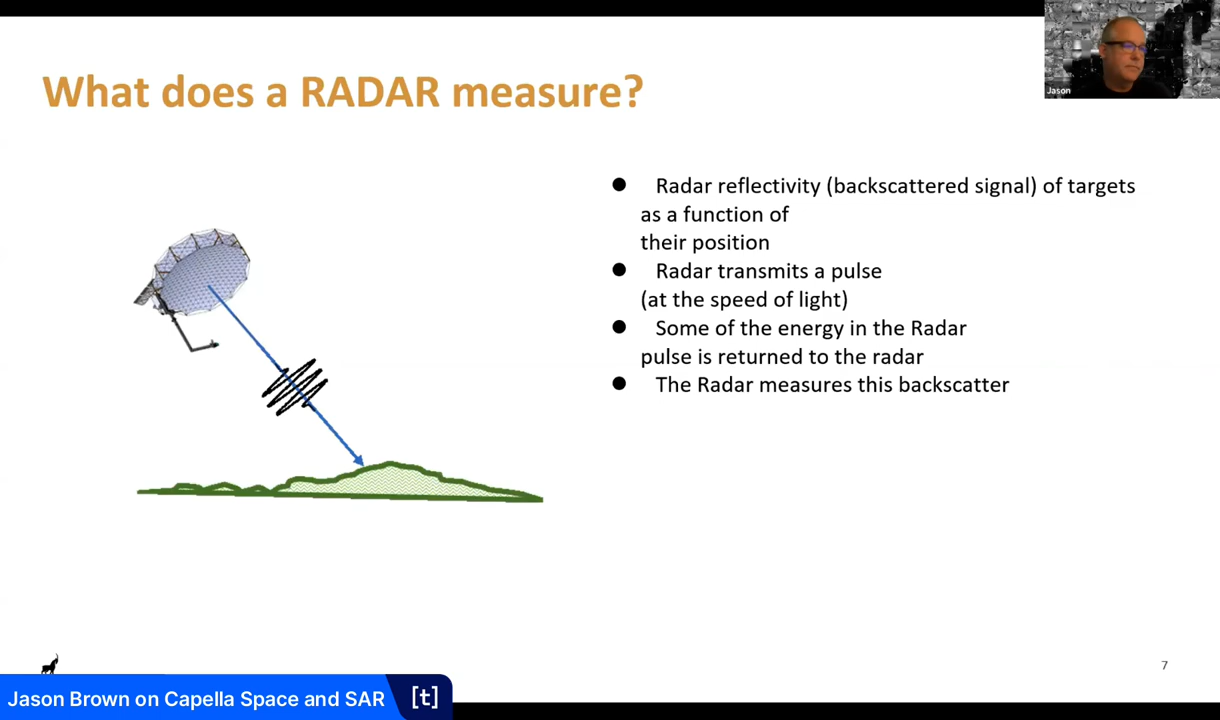 What does a RADAR measure?
Jason
● Radar reflectivity (backscattered signal) of targets
as a function of
their position
● Radar transmits a pulse
(at the speed of light)
● Some of the energy in the Radar
pulse is returned to the radar
● The Radar measures this backscatter
7
Jason Brown on Capella Space and SAR [t]